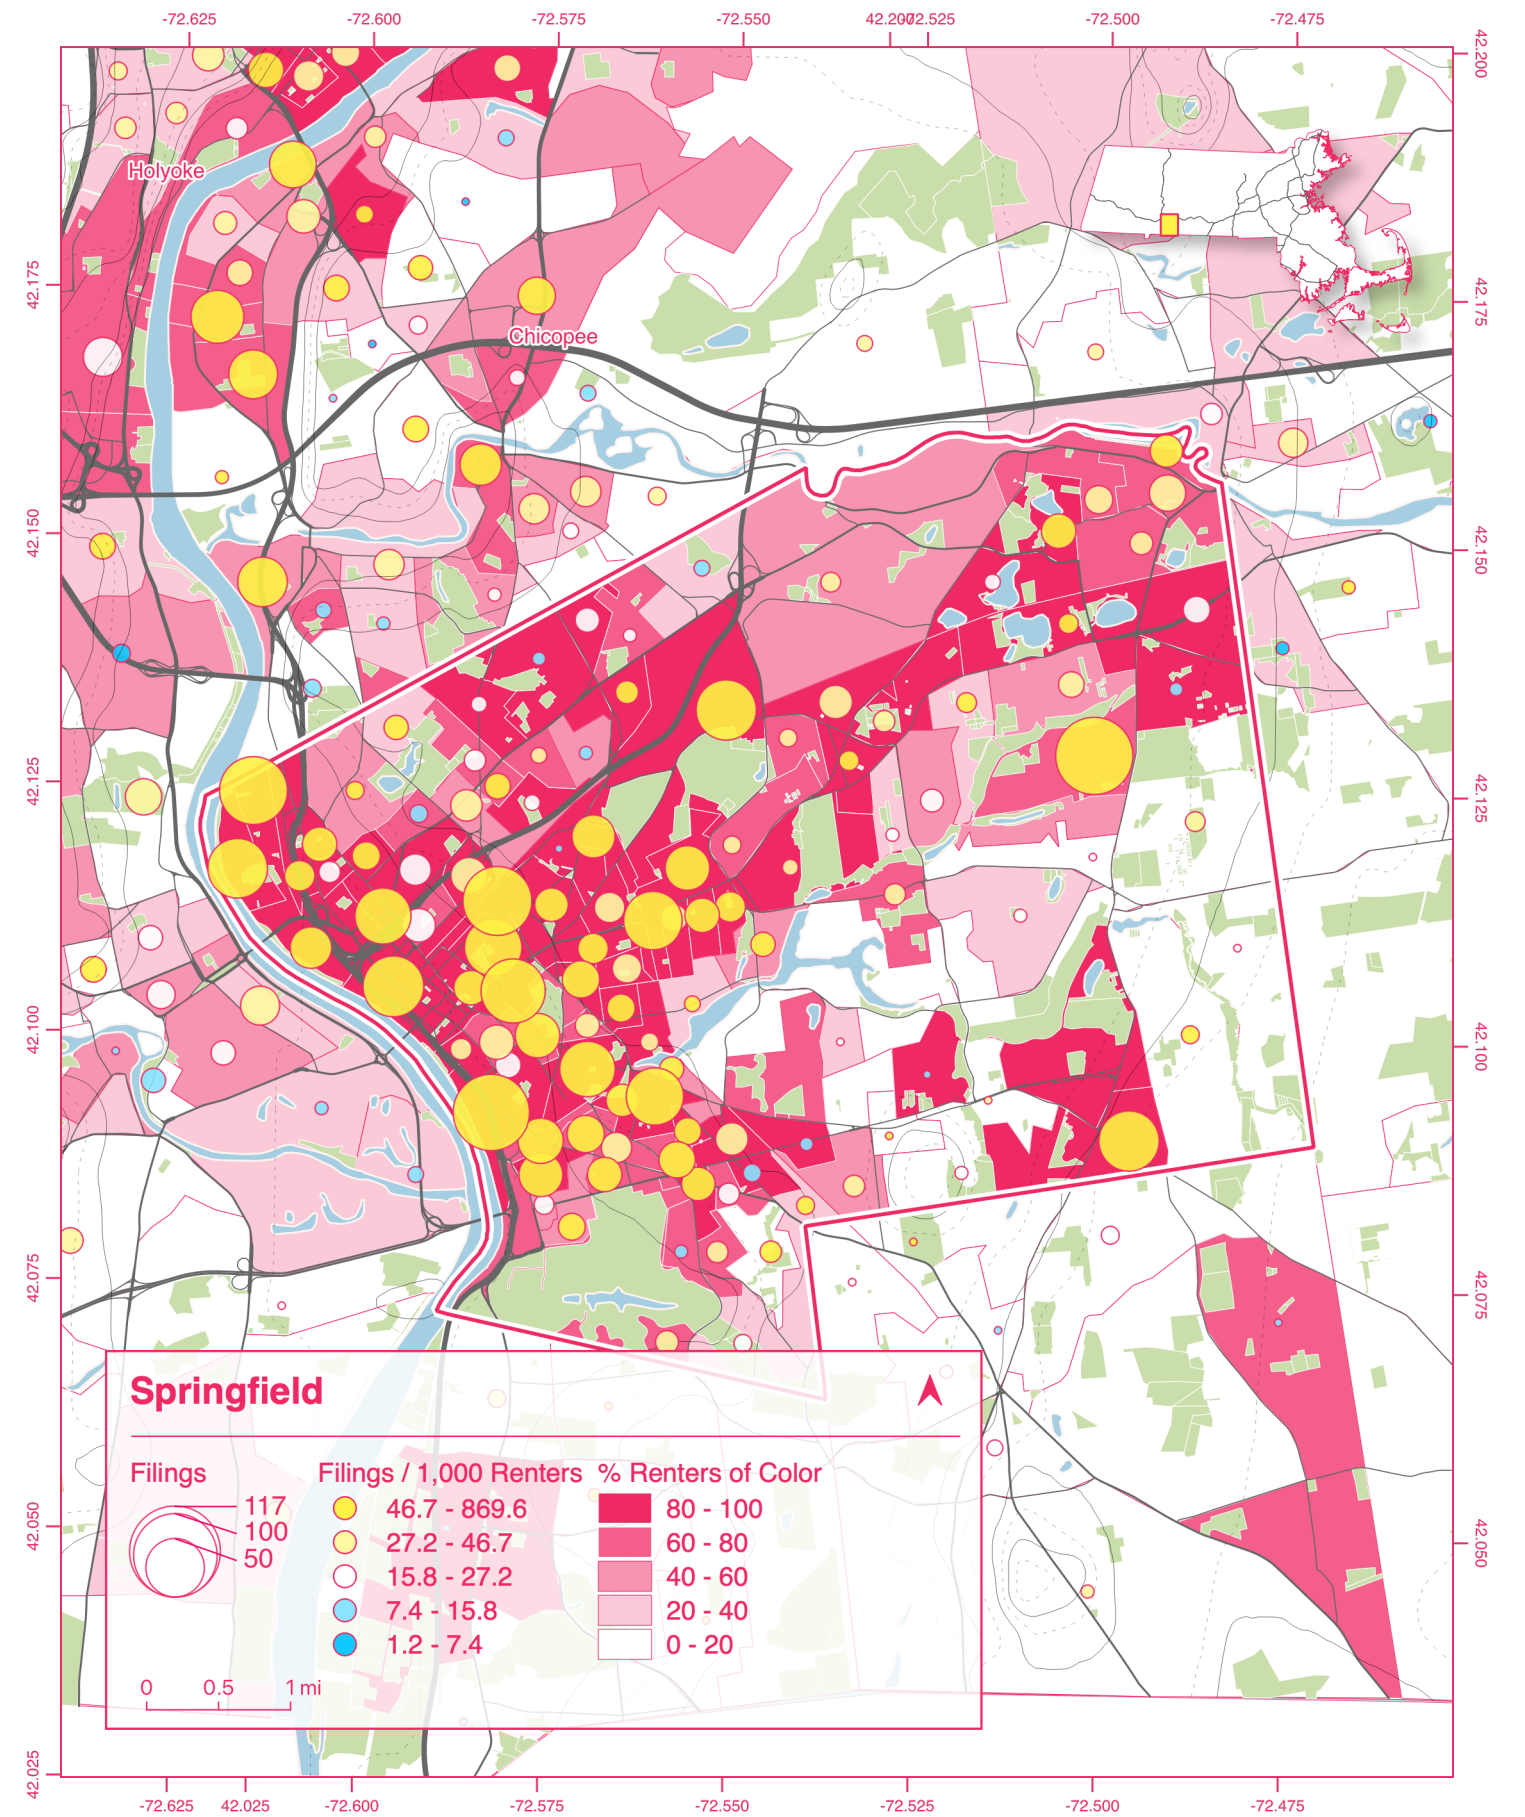 -72.625
-72.600
-72.575
-72.550
42.200
-72.525
-72.500
-72.475
42.200
Holyoke
42.175
42.175
Chicopee
42.150
42.150
42.125
42.125
42.100
42.100
42.075
42.075
Springfield
Filings
Filings / 1,000 Renters
% Renters of Color
117
100
50
46.7 - 869.6
27.2 - 46.7
15.8 - 27.2
7.4 - 15.8
1.2 - 7.4
80 - 100
60 - 80
40 - 60
20 - 40
0 - 20
42.050
42.050
0 0.5 1 mi
42.025
-72.625
42.025
-72.600
-72.575
-72.550
-72.525
-72.500
-72.475